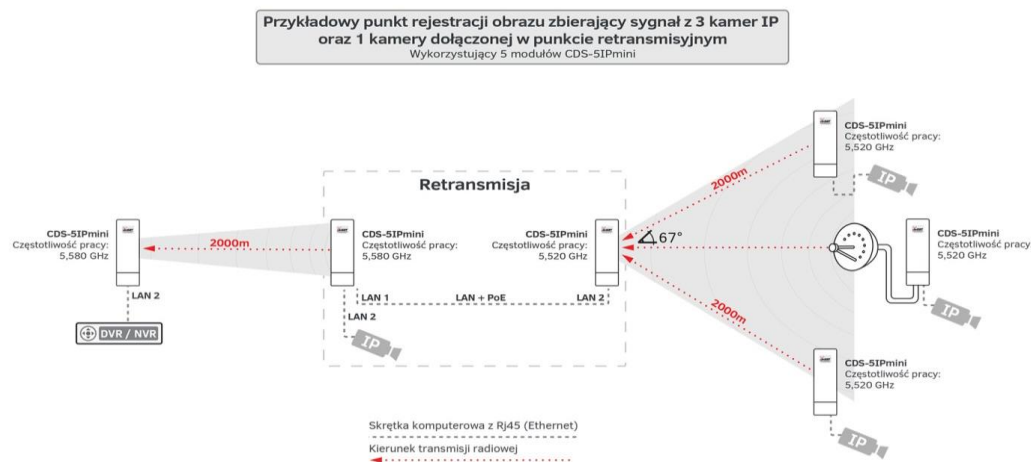 Przykładowy punkt rejestracji obrazu zbierający sygnał z 3 kamer IP
oraz 1 kamery dołączonej w punkcie retransmisyjnym
Wykorzystujący 5 modułów CDS-5IPmini
CDS-5IPmini
Częstotliwość pracy:
5,520 GHz
2000m
IP
Retransmisja
CDS-5IPmini
Częstotliwość pracy:
5,580 GHz
2000m
CDS-5IPmini
Częstotliwość pracy:
5,580 GHz
CDS-5IPmini
Częstotliwość pracy:
5,520 GHz
67°
CDS-5IPmini
Częstotliwość pracy:
5,520 GHz
LAN 2
LAN 1
LAN + PoE
LAN 2
LAN 2
DVR / NVR
IP
IP
2000m
CDS-5IPmini
Częstotliwość pracy:
5,520 GHz
IP
Skrętka komputerowa z Rj45 (Ethernet)
Kierunek transmisji radiowej